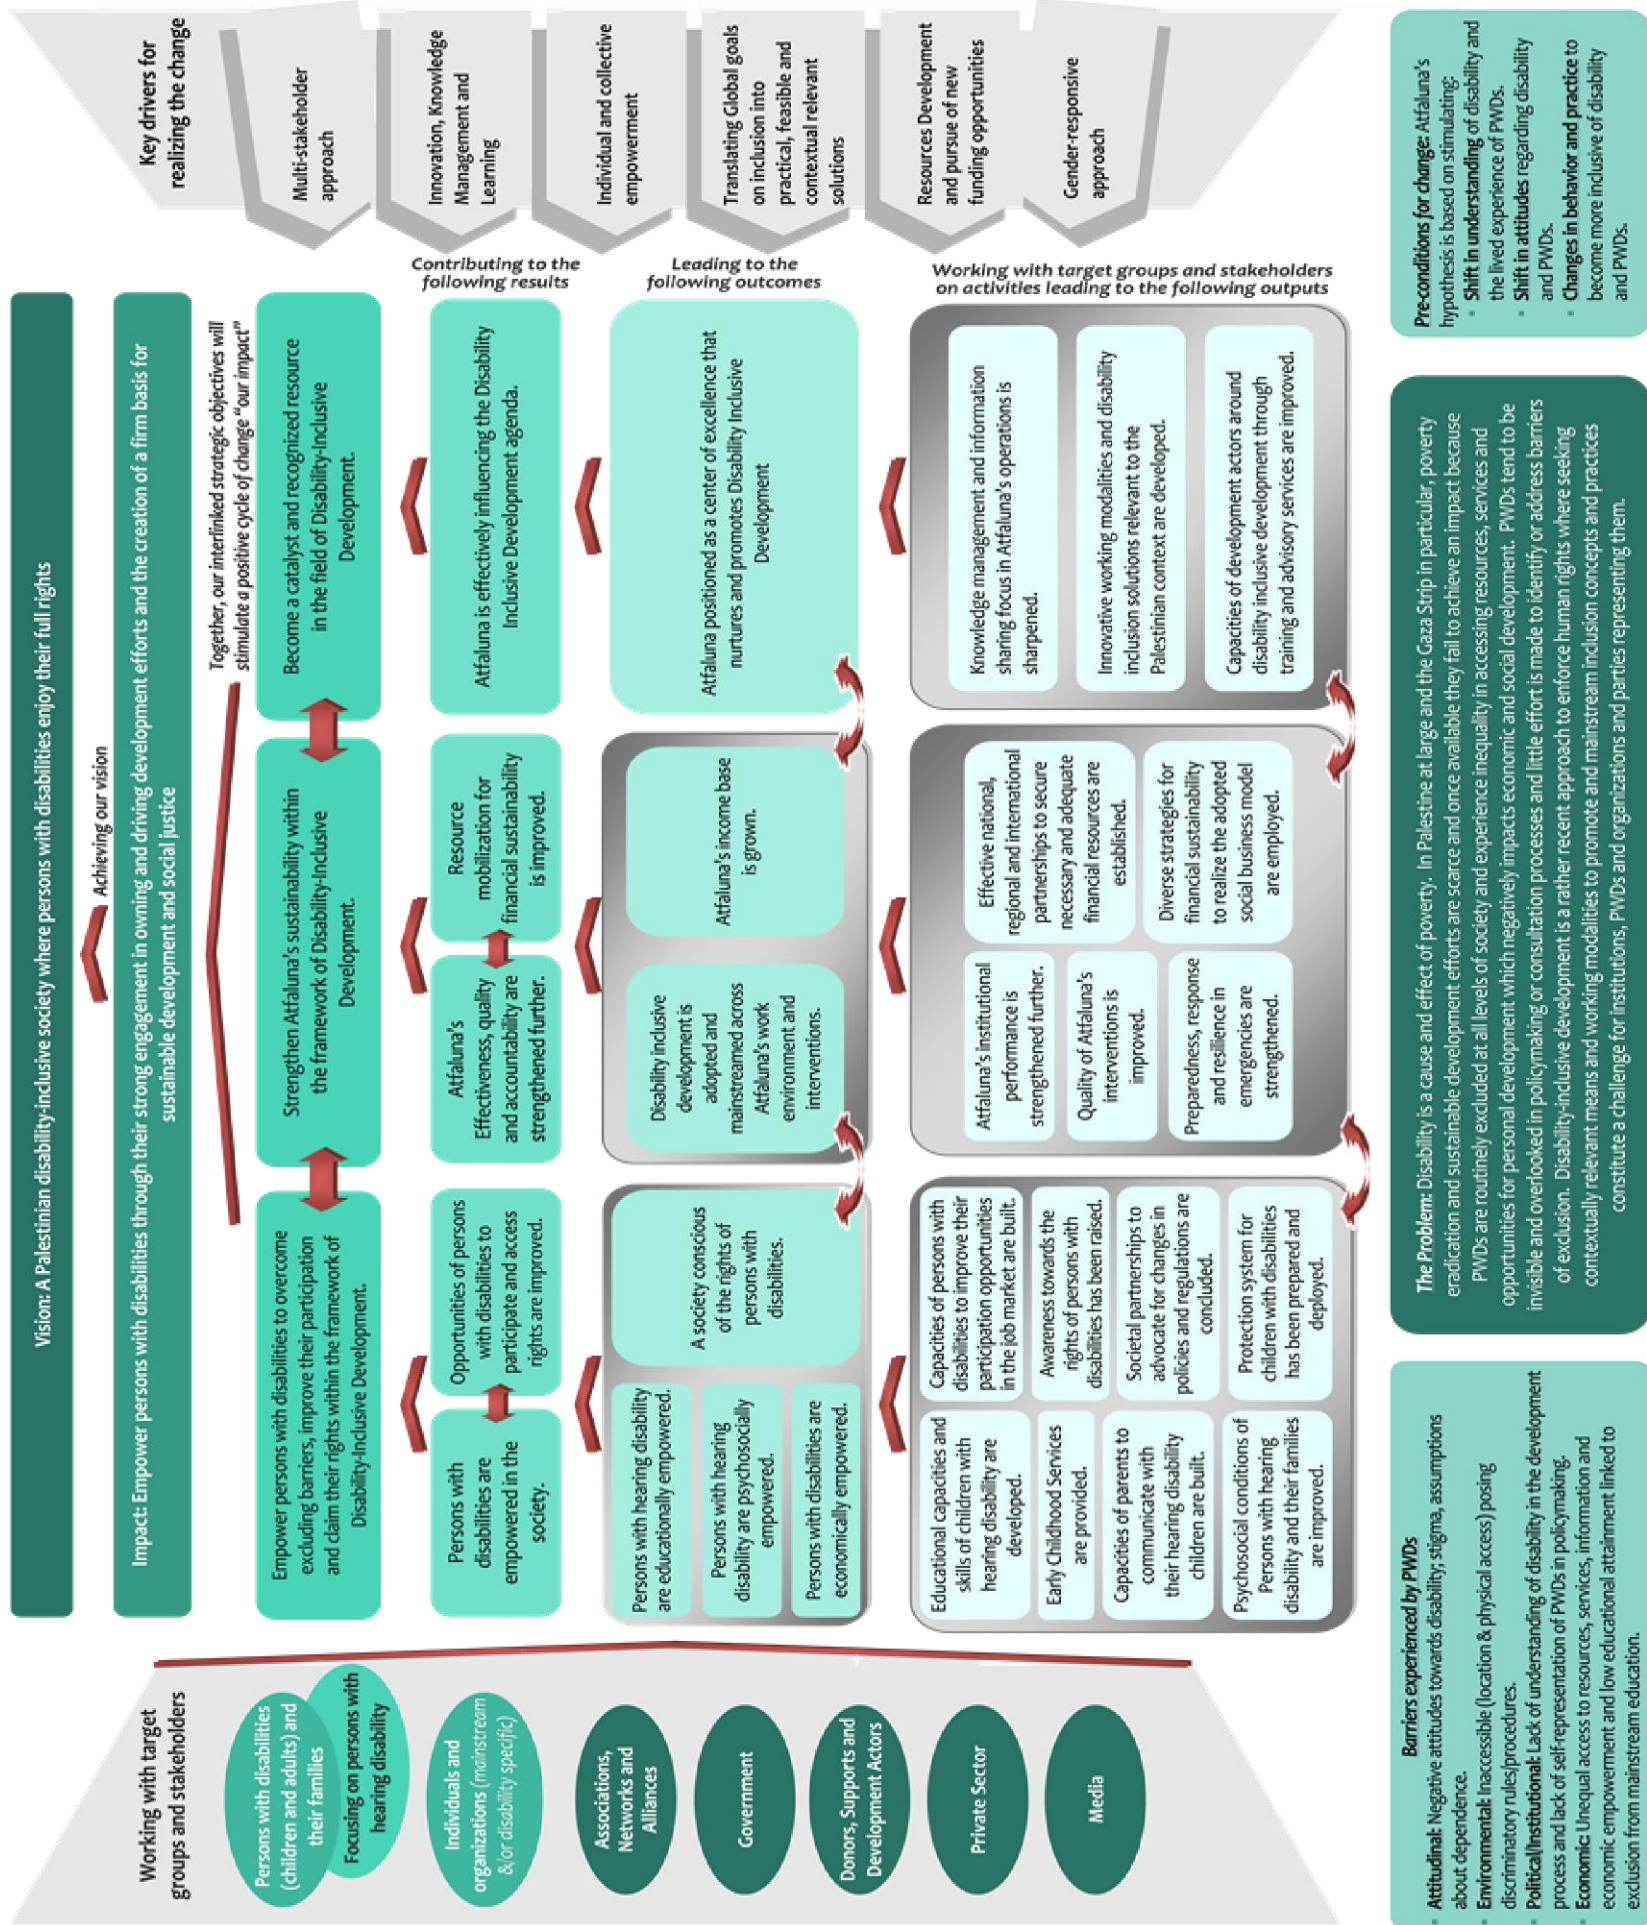 Vision: A Palestinian disability-inclusive society where persons with disabilities enjoy their full rights
Achieving our vision
Impact: Empower persons with disabilities through their strong engagement in owning and driving development efforts and the creation of a firm basis for
sustainable development and social justice
Together, our interlinked strategic objectives will
stimulate a positive cycle of change "our impact"
Working with target
groups and stakeholders
Persons with disabilities
(children and adults) and
their families
Focusing on persons with
hearing disability
Individuals and
organizations (mainstream
&/or disability specific)
Associations,
Networks and
Alliances
Government
Donors, Supports and
Development Actors
Private Sector
Media
Empower persons with disabilities to overcome
excluding barriers, improve their participation
and claim their rights within the framework of
Disability-Inclusive Development.
Strengthen Atfaluna's sustainability within
the framework of Disability-Inclusive
Development.
Become a catalyst and recognized resource
in the field of Disability-Inclusive
Development.
Contributing to the
following results
Persons with
disabilities are
empowered in the
society.
Opportunities of persons
with disabilities to
participate and access
rights are improved.
Atfaluna's
Effectiveness, quality
and accountability are
strengthened further.
Resource
mobilization for
financial sustainability
is improved.
Atfaluna is effectively influencing the Disability
Inclusive Development agenda.
Leading to the
following outcomes
Persons with hearing disability
are educationally empowered.
Persons with hearing
disability are psychosocially
empowered.
Persons with disabilities are
economically empowered.
A society conscious
of the rights of
persons with
disabilities.
Disability inclusive
development is
adopted and
mainstreamed across
Atfaluna's work
environment and
interventions.
Atfaluna's income base
is grown.
Atfaluna positioned as a center of excellence that
nurtures and promotes Disability Inclusive
Development
Working with target groups and stakeholders
on activities leading to the following outputs
Educational capacities and
skills of children with
hearing disability are
developed.
Early Childhood Services
are provided.
Capacities of parents to
communicate with
their hearing disability
children are built.
Psychosocial conditions of
Persons with hearing
disability and their families
are improved.
Capacities of persons with
disabilities to improve their
participation opportunities
in the job market are built.
Awareness towards the
rights of persons with
disabilities has been raised.
Societal partnerships to
advocate for changes in
policies and regulations are
concluded.
Protection system for
children with disabilities
has been prepared and
deployed.
Atfaluna's institutional
performance is
strengthened further.
Quality of Atfaluna's
interventions is
improved.
Preparedness, response
and resilience in
emergencies are
strengthened.
Effective national,
regional and international
partnerships to secure
necessary and adequate
financial resources are
established.
Diverse strategies for
financial sustainability
to realize the adopted
social business model
are employed.
Knowledge management and information
sharing focus in Atfaluna's operations is
sharpened.
Innovative working modalities and disability
inclusion solutions relevant to the
Palestinian context are developed.
Capacities of development actors around
disability inclusive development through
training and advisory services are improved.
Key drivers for
realizing the change
Multi-stakeholder
approach
Innovation, Knowledge
Management and
Learning
Individual and collective
empowerment
Translating Global goals
on inclusion into
practical, feasible and
contextual relevant
solutions
Resources Development
and pursue of new
funding opportunities
Gender-responsive
approach
Barriers experienced by PWDs
Attitudinal: Negative attitudes towards disability; stigma, assumptions
about dependence.
Environmental: Inaccessible (location & physical access) posing
discriminatory rules/procedures.
Political/Institutional: Lack of understanding of disability in the development
process and lack of self-representation of PWDs in policymaking.
Economic: Unequal access to resources, services, information and
economic empowerment and low educational attainment linked to
exclusion from mainstream education.
The Problem: Disability is a cause and effect of poverty. In Palestine at large and the Gaza Strip in particular, poverty
eradication and sustainable development efforts are scarce and once available they fail to achieve an impact because
PWDs are routinely excluded at all levels of society and experience inequality in accessing resources, services and
opportunities for personal development which negatively impacts economic and social development. PWDs tend to be
invisible and overlooked in policymaking or consultation processes and little effort is made to identify or address barriers
of exclusion. Disability-inclusive development is a rather recent approach to enforce human rights where seeking
contextually relevant means and working modalities to promote and mainstream inclusion concepts and practices
constitute a challenge for institutions, PWDs and organizations and parties representing them.
Pre-conditions for change: Atfaluna's
hypothesis is based on stimulating:
Shift in understanding of disability and
the lived experience of PWDs.
Shift in attitudes regarding disability
and PWDs.
Changes in behavior and practice to
become more inclusive of disability
and PWDs.